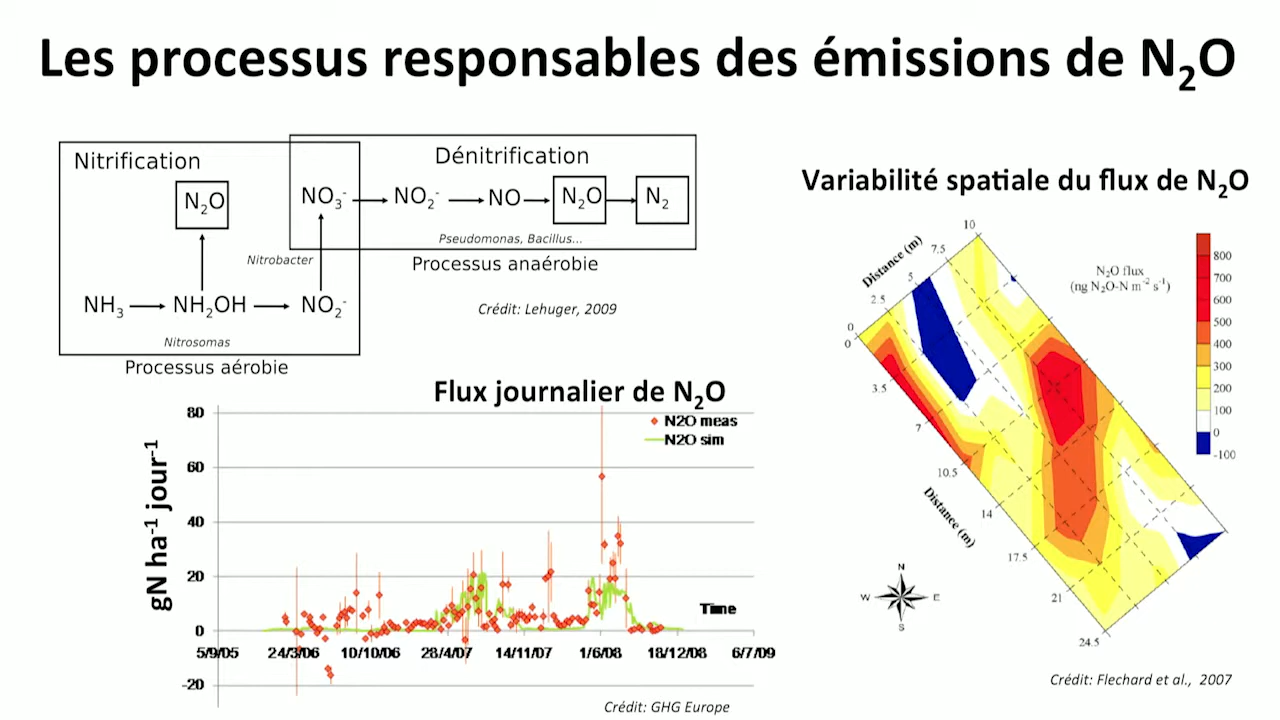 Les processus responsables des émissions de N2O
Nitrification
N2O
Nitrobacter
NH3 NH2OH NO2-
Nitrosomas
Processus aérobie
Dénitrification
NO3- NO2- NO N2O N2
Pseudomonas, Bacillus...
Processus anaérobie
Crédit: Lehuger, 2009
Flux journalier de N2O
gN ha-1 jour-1
80
60
40
20
0
-20
N2O meas
N2O sim
Time
5/9/05 24/3/06 10/10/06 28/4/07 14/11/07 1/6/08 18/12/08 6/7/09
Crédit: GHG Europe
Variabilité spatiale du flux de N2O
Distance (m)
10
7.5
5
2.5
0
0
3.5
7
10.5
14
17.5
21
24.5
Distance (m)
N2O flux
(ng N2O-N m-2 s-1)
800
700
600
500
400
300
200
100
0
-100
N
W E
S
Crédit: Flechard et al., 2007